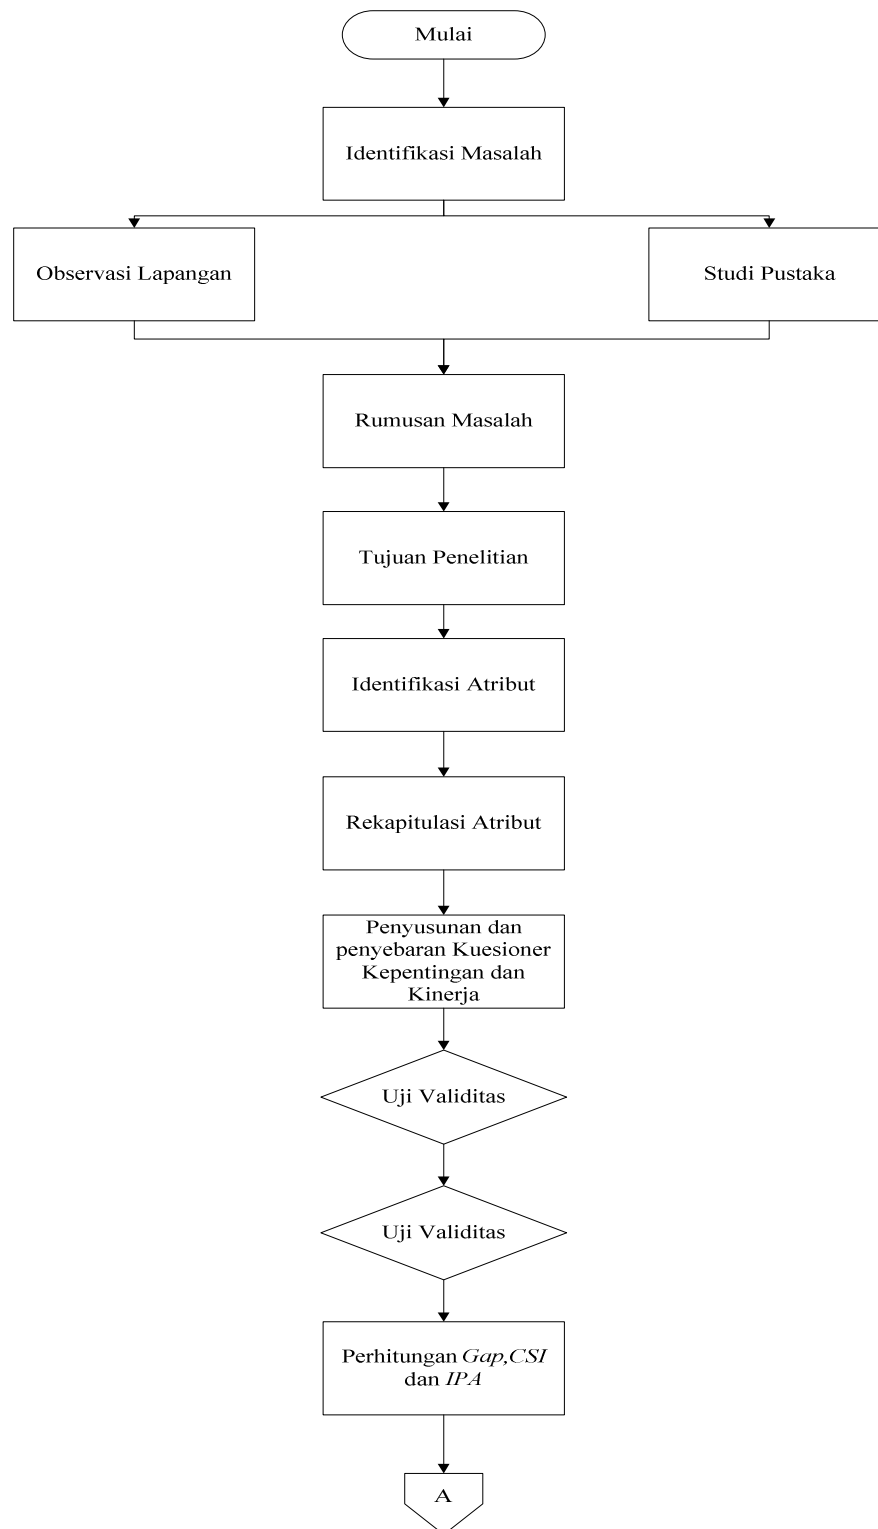 Mulai
Identifikasi Masalah
Observasi Lapangan
Studi Pustaka
Rumusan Masalah
Tujuan Penelitian
Identifikasi Atribut
Rekapitulasi Atribut
Penyusunan dan
penyebaran Kuesioner
Kepentingan dan
Kinerja
Uji Validitas
Uji Validitas
Perhitungan Gap,CSI
dan IPA
A